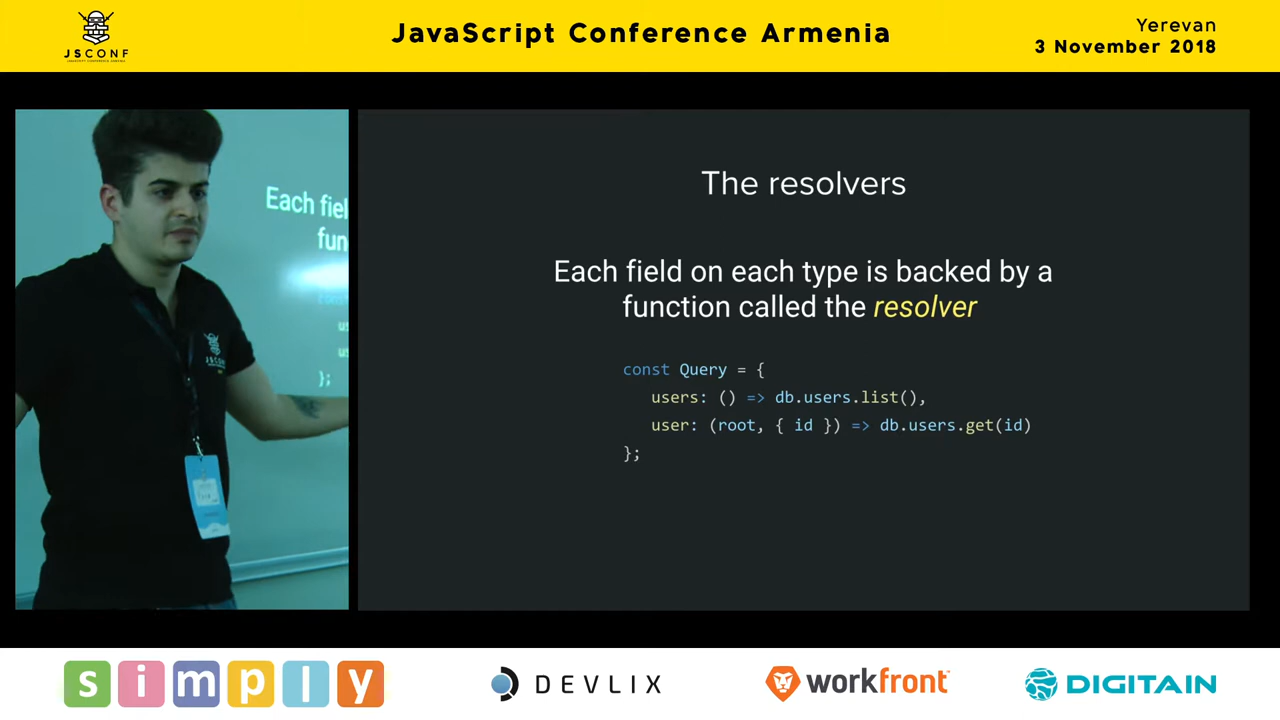 JSCONF
JavaScript Conference Armenia
Yerevan
3 November 2018
Each fiel
fun
};
JSCONF
The resolvers
Each field on each type is backed by a
function called the resolver
const Query = {
users: () => db.users.list(),
user: (root, { id }) => db.users.get(id)
};
simply
DEVLIX
workfront
DIGITAIN